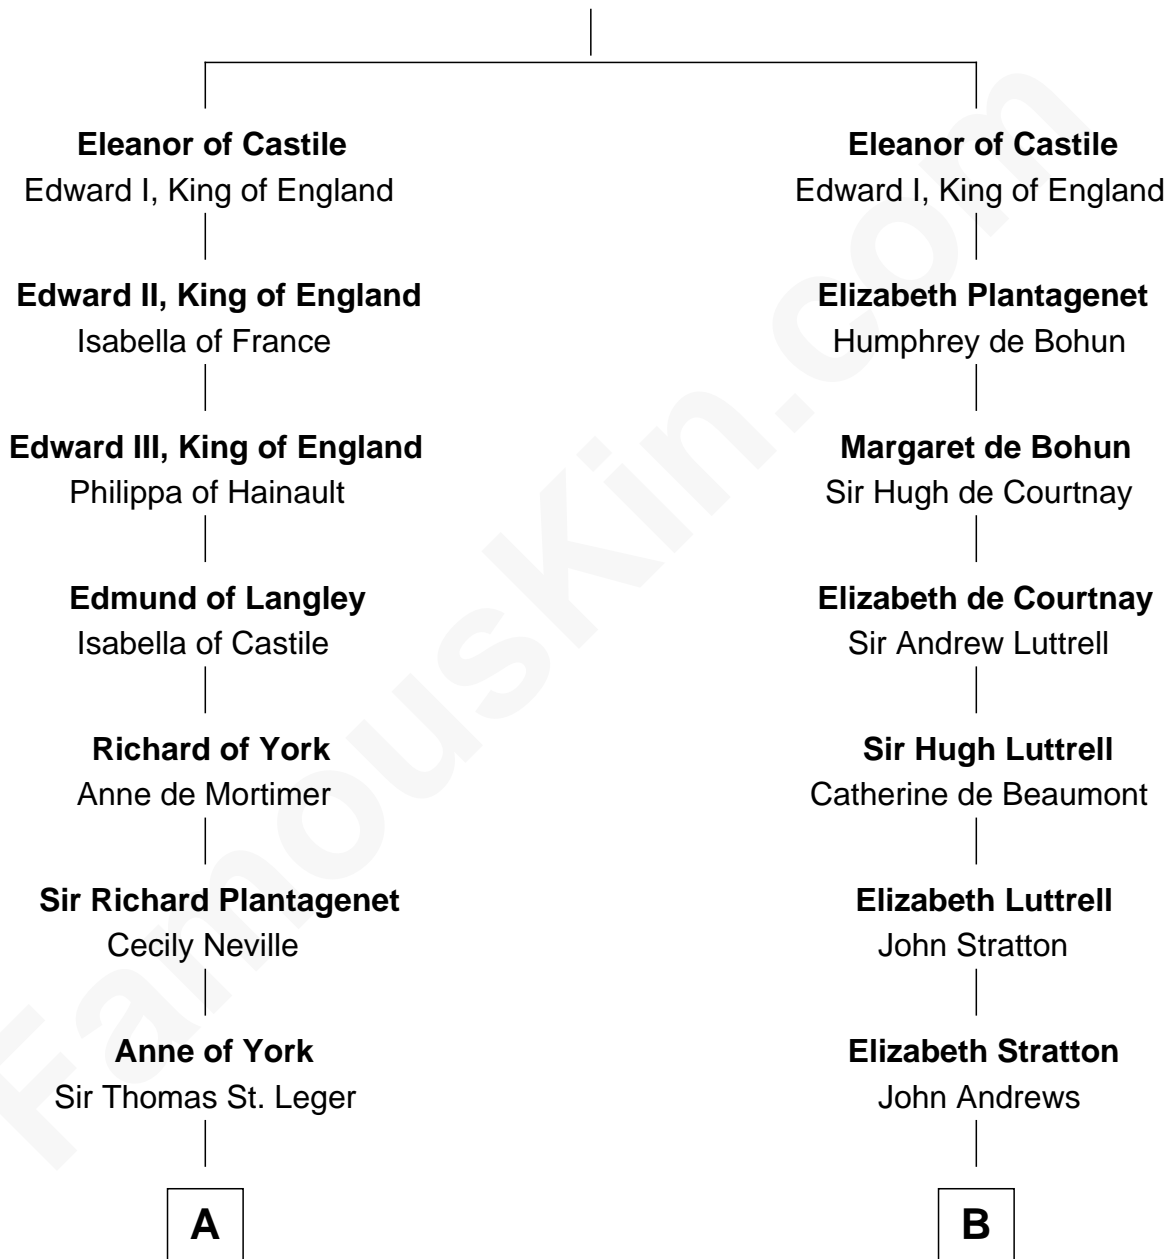 Eleanor of Castile
Edward I, King of England
Edward II, King of England
Isabella of France
Edward III, King of England
Philippa of Hainault
Edmund of Langley
Isabella of Castile
Richard of York
Anne de Mortimer
Sir Richard Plantagenet
Cecily Neville
Anne of York
Sir Thomas St. Leger
A
Eleanor of Castile
Edward I, King of England
Elizabeth Plantagenet
Humphrey de Bohun
Margaret de Bohun
Sir Hugh de Courtnay
Elizabeth de Courtnay
Sir Andrew Luttrell
Sir Hugh Luttrell
Catherine de Beaumont
Elizabeth Luttrell
John Stratton
Elizabeth Stratton
John Andrews
B
FamousKin.com